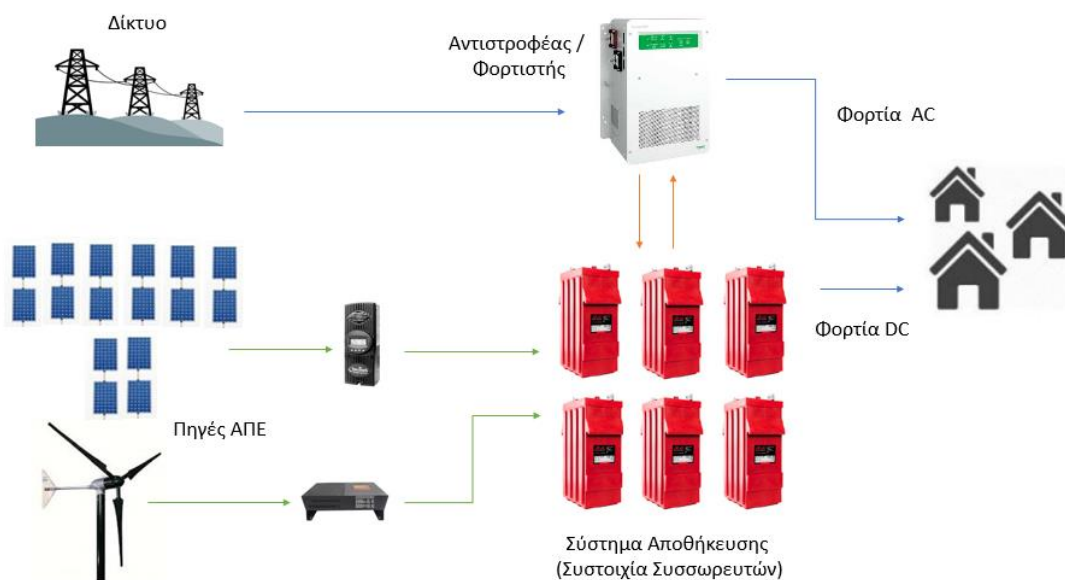 Δίκτυο
Αντιστροφέας /
Φορτιστής
Φορτία AC
Φορτία DC
Πηγές ΑΠΕ
Σύστημα Αποθήκευσης
(Συστοιχία Συσσωρευτών)